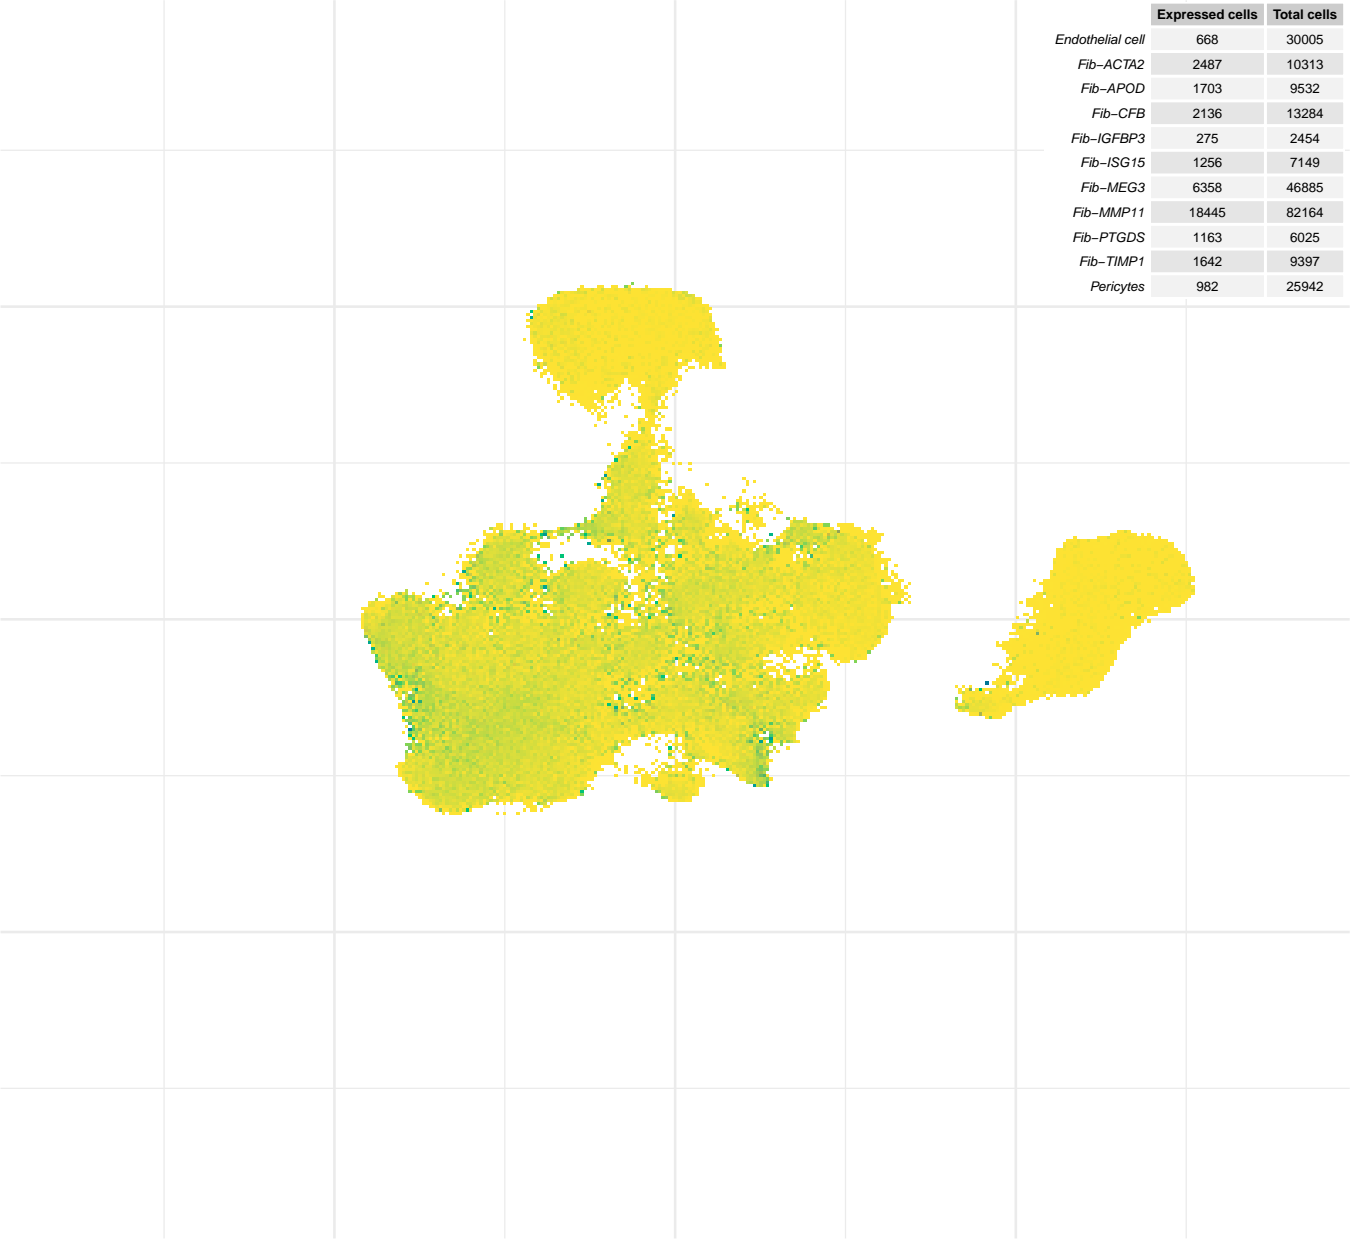 Expressed cells Total cells
Endothelial cell 668 30005
Fib−ACTA2 2487 10313
Fib−APOD 1703 9532
Fib−CFB 2136 13284
Fib−IGFBP3 275 2454
Fib−ISG15 1256 7149
Fib−MEG3 6358 46885
Fib−MMP11 18445 82164
Fib−PTGDS 1163 6025
Fib−TIMP1 1642 9397
Pericytes 982 25942